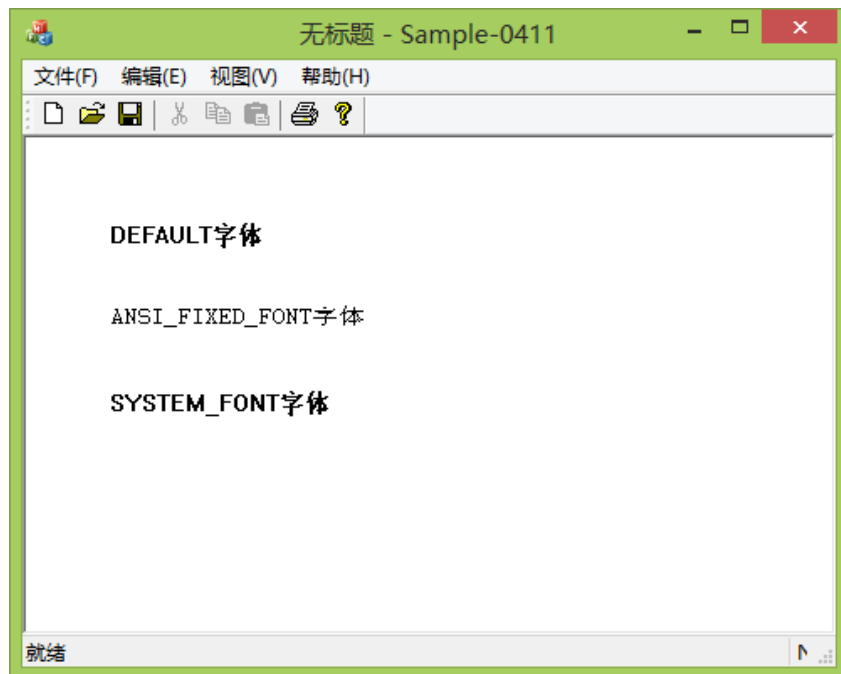 无标题 - Sample-0411
文件(F) 编辑(E) 视图(V) 帮助(H)
DEFAULT字体
ANSI_FIXED_FONT字体
SYSTEM_FONT字体
就绪